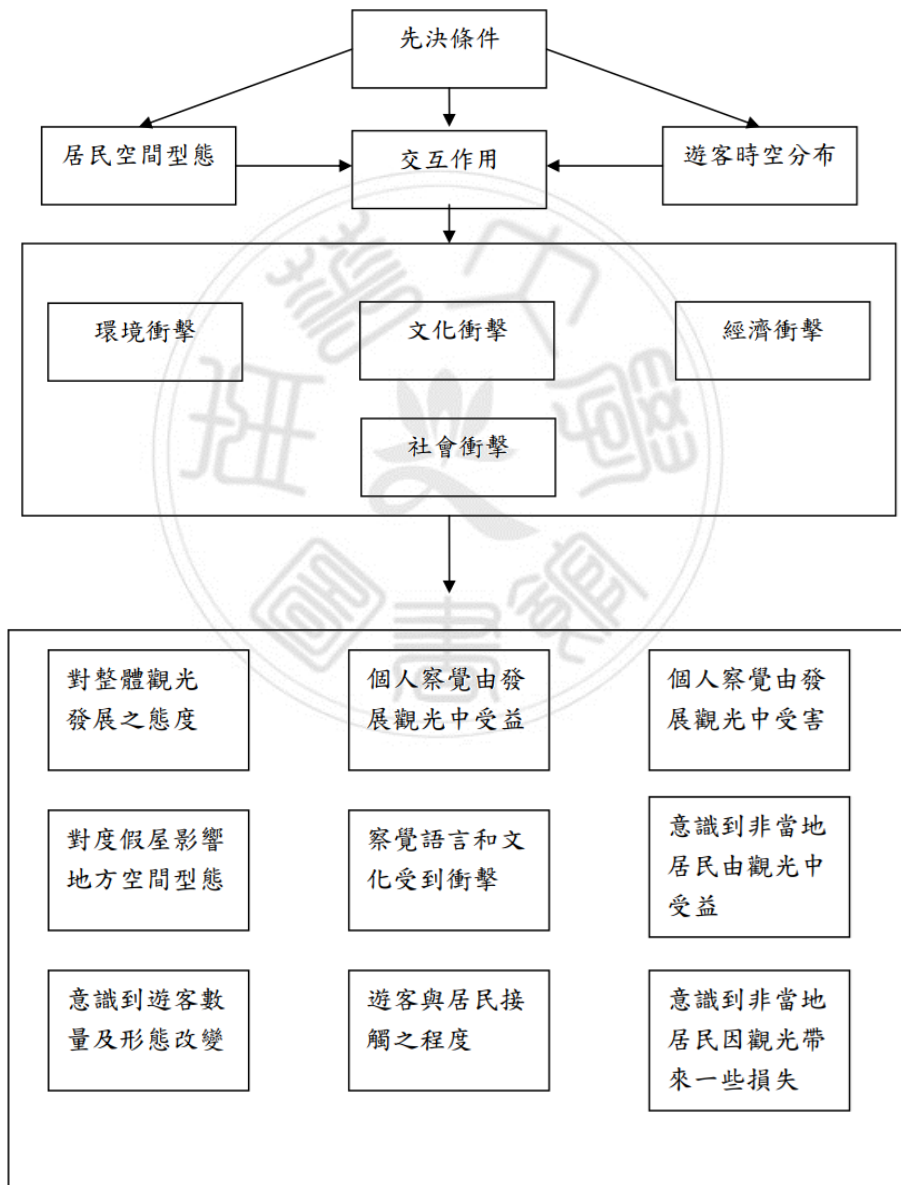 先決條件
居民空間型態
交互作用
遊客時空分布
環境衝擊
文化衝擊
經濟衝擊
社會衝擊
對整體觀光
發展之態度
個人察覺由發
展觀光中受益
個人察覺由發
展觀光中受害
對度假屋影響
地方空間型態
察覺語言和文
化受到衝擊
意識到非當地
居民由觀光中
受益
意識到遊客數
量及形態改變
遊客與居民接
觸之程度
意識到非當地
居民因觀光帶
來一些損失